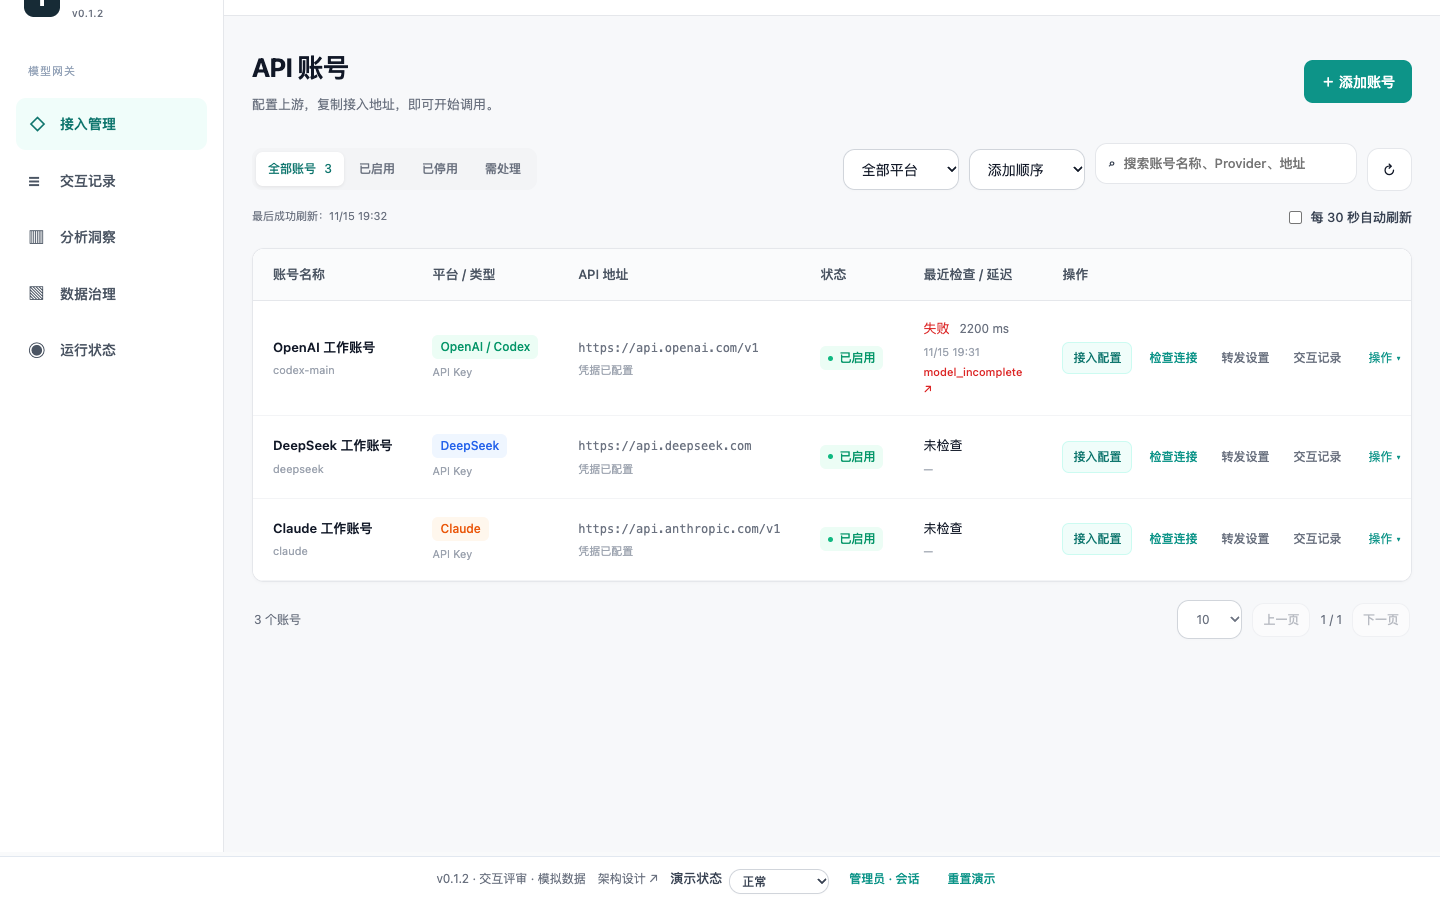 v0.1.2
模型网关
接入管理
交互记录
分析洞察
数据治理
运行状态
API 账号
配置上游，复制接入地址，即可开始调用。
+ 添加账号
全部账号 3 已启用 已停用 需处理
全部平台 添加顺序 搜索账号名称、Provider、地址
最后成功刷新：11/15 19:32
每 30 秒自动刷新
账号名称 平台 / 类型 API 地址 状态 最近检查 / 延迟 操作
OpenAI 工作账号
codex-main
OpenAI / Codex
API Key
https://api.openai.com/v1
凭据已配置
已启用
失败 2200 ms
11/15 19:31
model_incomplete
↗
接入配置 检查连接 转发设置 交互记录 操作
DeepSeek 工作账号
deepseek
DeepSeek
API Key
https://api.deepseek.com
凭据已配置
已启用
未检查
—
接入配置 检查连接 转发设置 交互记录 操作
Claude 工作账号
claude
Claude
API Key
https://api.anthropic.com/v1
凭据已配置
已启用
未检查
—
接入配置 检查连接 转发设置 交互记录 操作
3 个账号
10 上一页 1 / 1 下一页
v0.1.2 · 交互评审 · 模拟数据 架构设计 ↗ 演示状态 正常 管理员 · 会话 重置演示